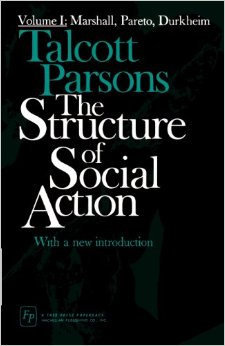 Volume I: Marshall, Pareto, Durkheim
Talcott
Parsons
The
Structure
of
Social
Action
With a new introduction
Fp
A FREE PRESS PAPERBACK
MACMILLAN PUBLISHING CO., INC.